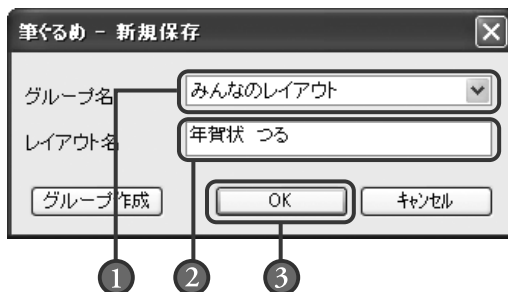 筆ぐるめ - 新規保存
グループ名
みんなのレイアウト
レイアウト名
年賀状 つる
グループ作成
OK
キャンセル
1 2 3